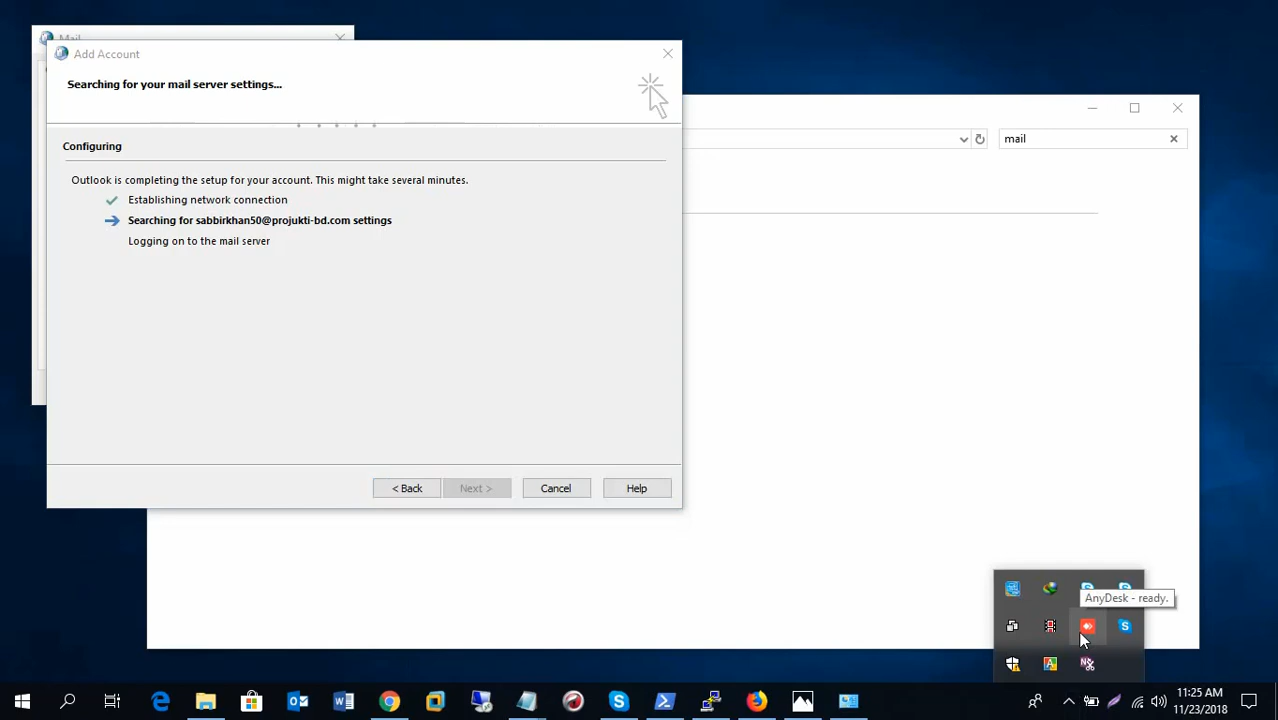 Mail
Add Account
Searching for your mail server settings...
mail
Configuring
Outlook is completing the setup for your account. This might take several minutes.
Establishing network connection
Searching for sabbirkhan50@projukti-bd.com settings
Logging on to the mail server
< Back
Next >
Cancel
Help
AnyDesk - ready.
11:25 AM
11/23/2018